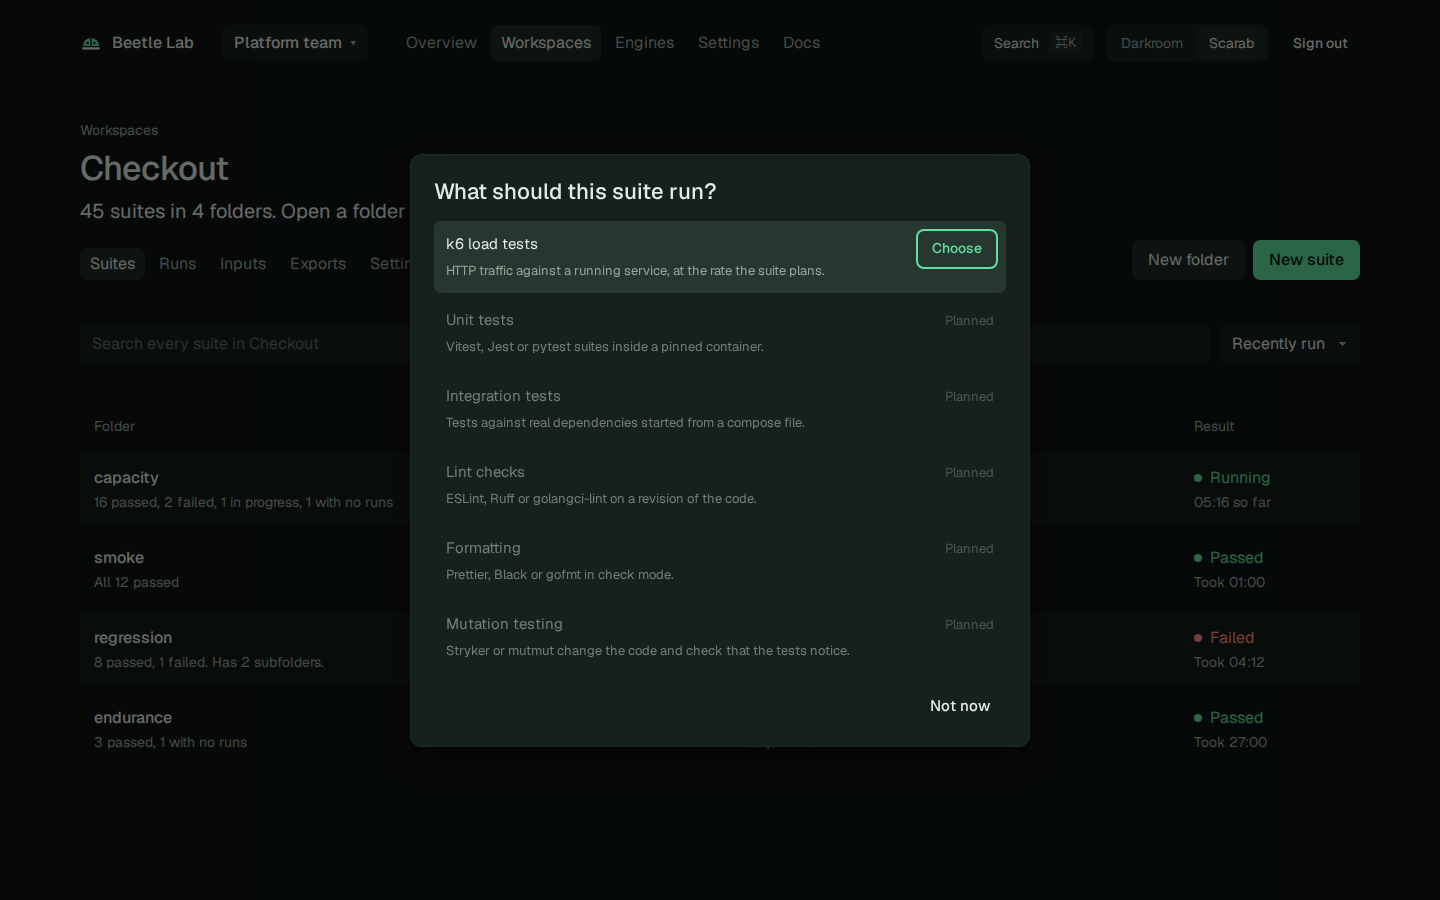 Beetle Lab
Platform team
Overview
Workspaces
Engines
Settings
Docs
Search ⌘K
Darkroom
Scarab
Sign out
Workspaces
Checkout
45 suites in 4 folders. Open a folder
Suites
Runs
Inputs
Exports
New folder
New suite
Search every suite in Checkout
Recently run
Folder
Result
capacity
16 passed, 2 failed, 1 in progress, 1 with no runs
Running
05:16 so far
smoke
All 12 passed
Passed
Took 01:00
regression
8 passed, 1 failed. Has 2 subfolders.
Failed
Took 04:12
endurance
3 passed, 1 with no runs
Passed
Took 27:00
What should this suite run?
k6 load tests
HTTP traffic against a running service, at the rate the suite plans.
Choose
Unit tests
Vitest, Jest or pytest suites inside a pinned container.
Planned
Integration tests
Tests against real dependencies started from a compose file.
Planned
Lint checks
ESLint, Ruff or golangci-lint on a revision of the code.
Planned
Formatting
Prettier, Black or gofmt in check mode.
Planned
Mutation testing
Stryker or mutmut change the code and check that the tests notice.
Planned
Not now